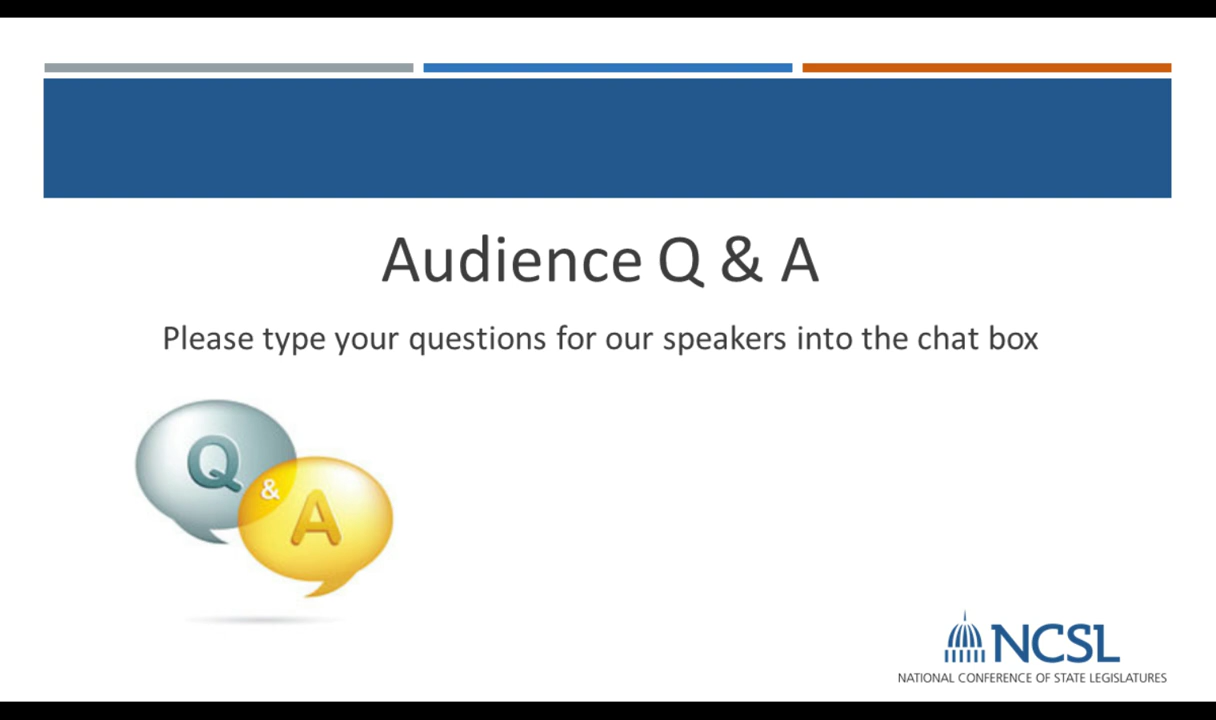 Audience Q & A
Please type your questions for our speakers into the chat box
Q
&
A
NCSL
NATIONAL CONFERENCE OF STATE LEGISLATURES